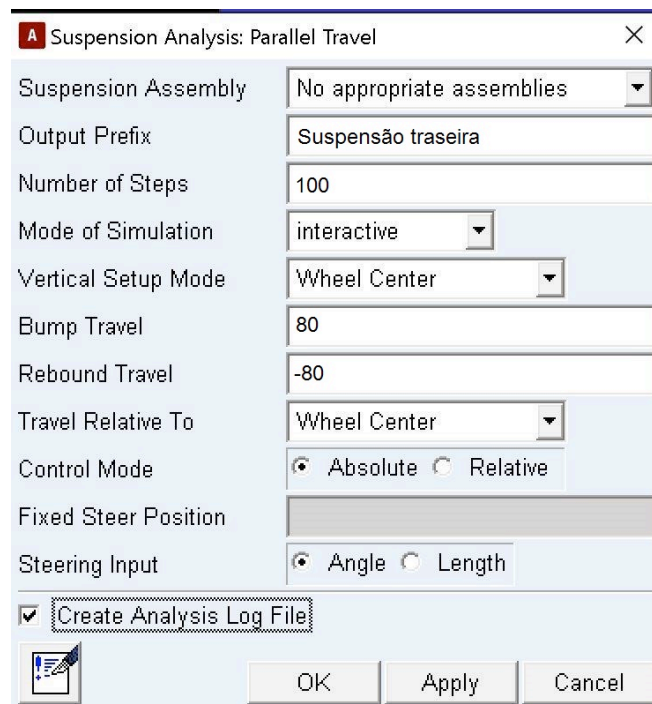 A Suspension Analysis: Parallel Travel
Suspension Assembly No appropriate assemblies
Output Prefix Suspensão traseira
Number of Steps 100
Mode of Simulation interactive
Vertical Setup Mode Wheel Center
Bump Travel 80
Rebound Travel -80
Travel Relative To Wheel Center
Control Mode Absolute Relative
Fixed Steer Position
Steering Input Angle Length
Create Analysis Log File
OK Apply Cancel